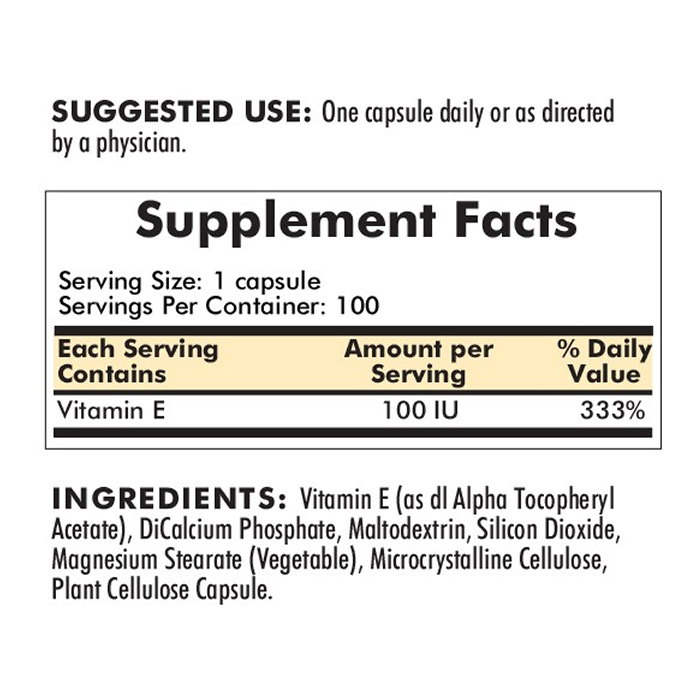 SUGGESTED USE: One capsule daily or as directed
by a physician.
Supplement Facts
Serving Size: 1 capsule
Servings Per Container: 100
Each Serving Contains Amount per Serving % Daily Value
Vitamin E 100 IU 333%
INGREDIENTS: Vitamin E (as dl Alpha Tocopheryl
Acetate), DiCalcium Phosphate, Maltodextrin, Silicon Dioxide,
Magnesium Stearate (Vegetable), Microcrystalline Cellulose,
Plant Cellulose Capsule.